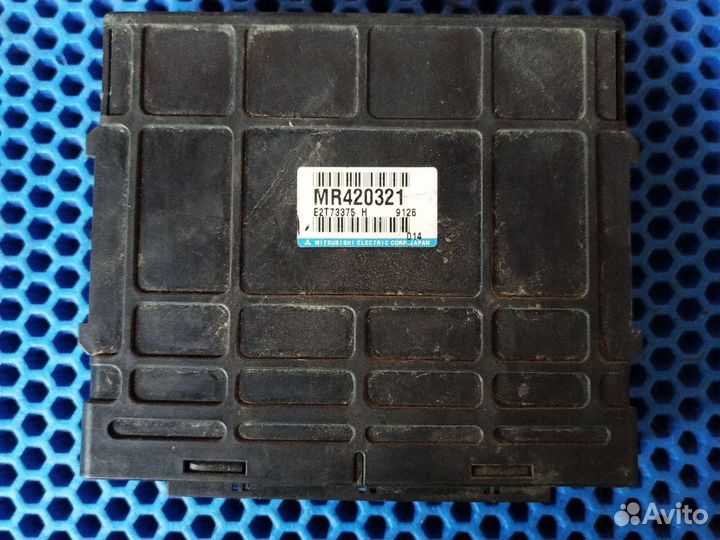 MR420321
E2T73375 H 9126
014
MITSUBISHI ELECTRIC CORP. JAPAN
Avito